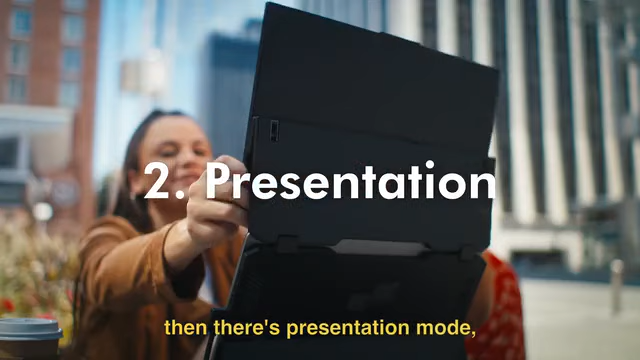 2. Presentation
then there's presentation mode,